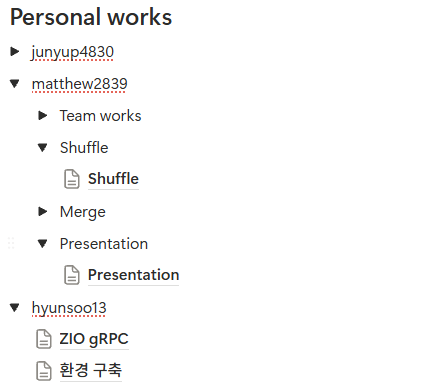 Personal works
junyup4830
matthew2839
Team works
Shuffle
Shuffle
Merge
Presentation
Presentation
hyunsoo13
ZIO gRPC
환경 구축